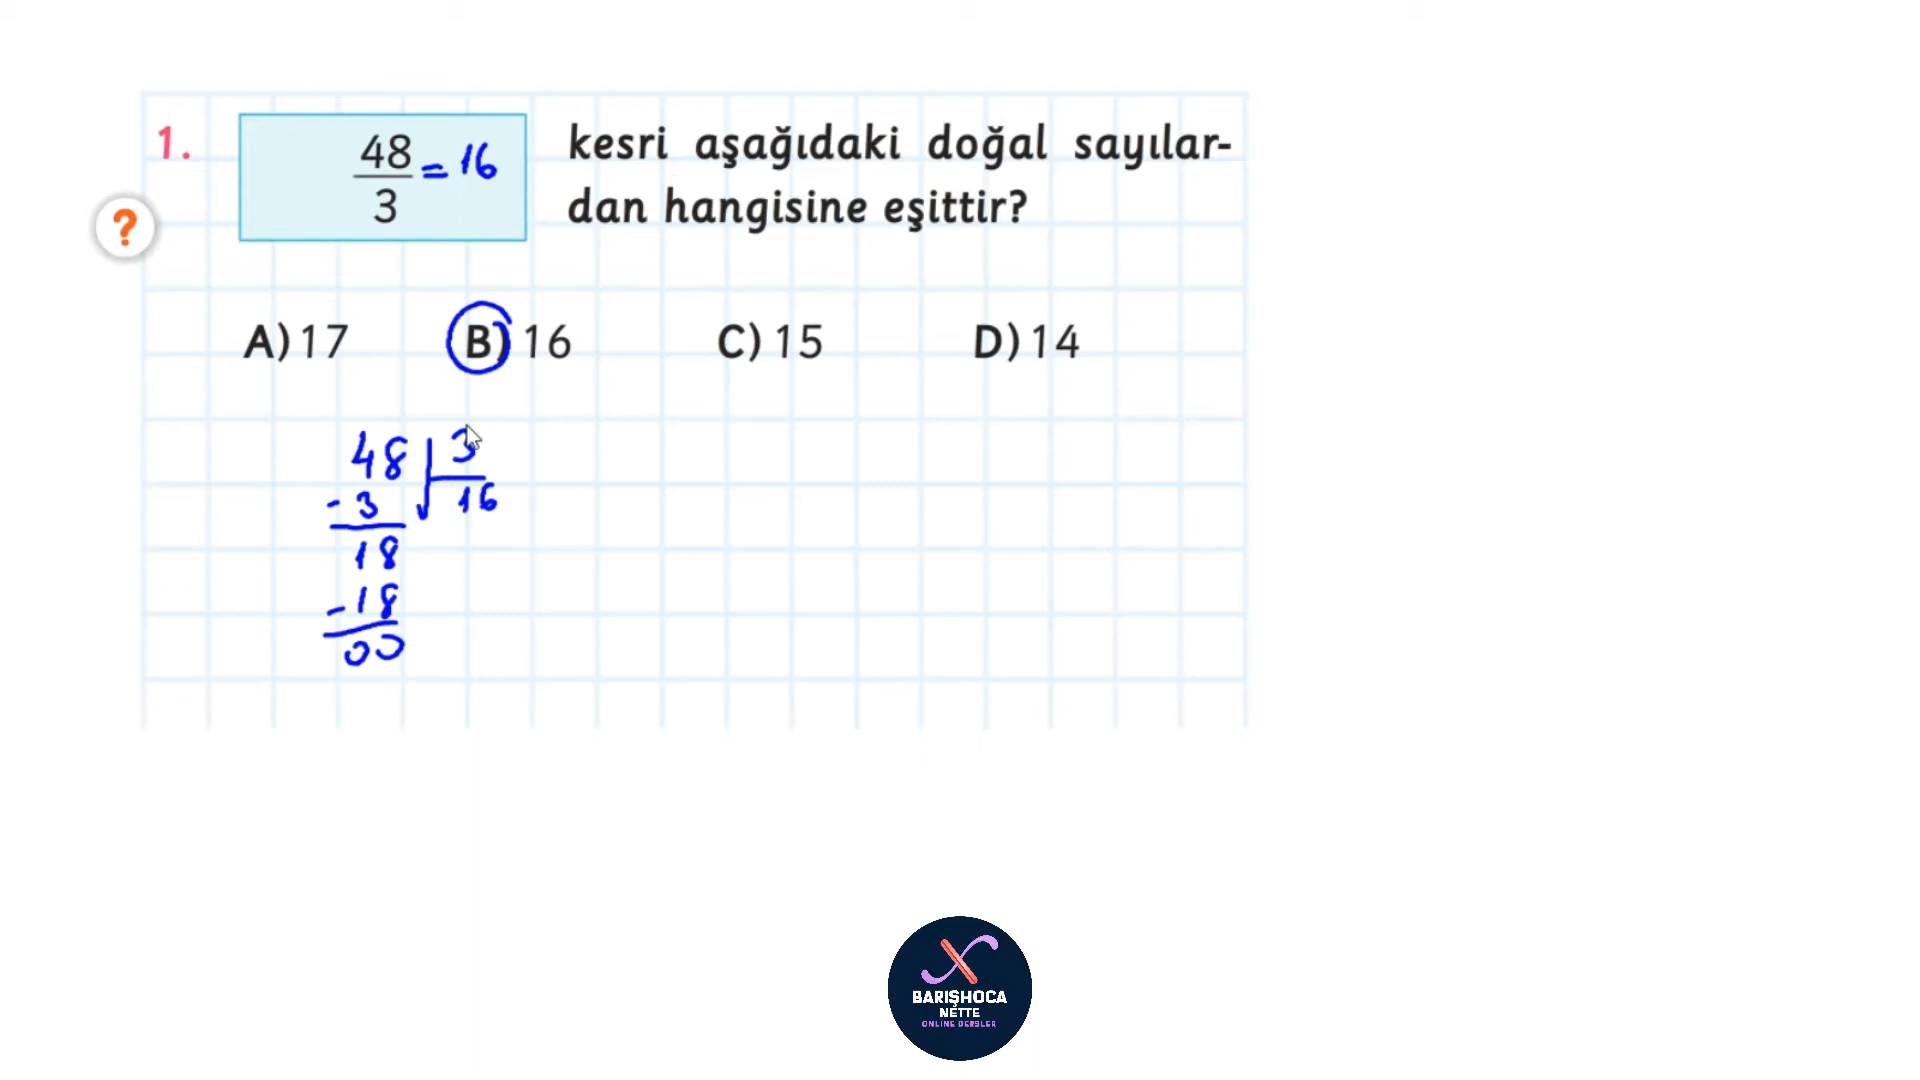 1.
48
3
= 16
kesri aşağıdaki doğal sayılar-
dan hangisine eşittir?
?
A) 17
B) 16
C) 15
D) 14
48 3
- 3 16
18
- 18
00
BARIŞHOCA
NETTE
ONLINE DERSLER